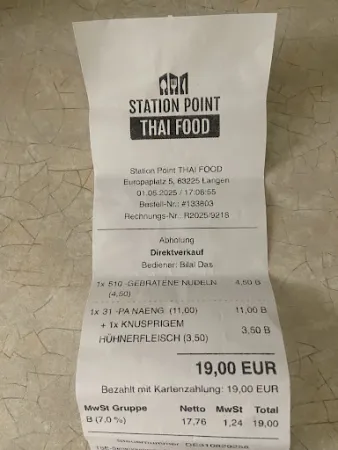 STATION POINT
THAI FOOD
Station Point THAI FOOD
Europaplatz 5, 63225 Langen
01.05.2025 / 17:08:55
Bestell-Nr.: #133803
Rechnungs-Nr.: R2025/9218
Abholung
Direktverkauf
Bediener: Bilal Das
1x 610 -GEBRATENE NUDELN 4,50 B
(4,50)
1x 31 -PANAENG (11,00) 11,00 B
+ 1x KNUSPRIGEM 3,50 B
HÜHNERFLEISCH (3,50)
19,00 EUR
Bezahlt mit Kartenzahlung: 19,00 EUR
MwSt Gruppe Netto MwSt Total
B (7,0 %) 17,76 1,24 19,00